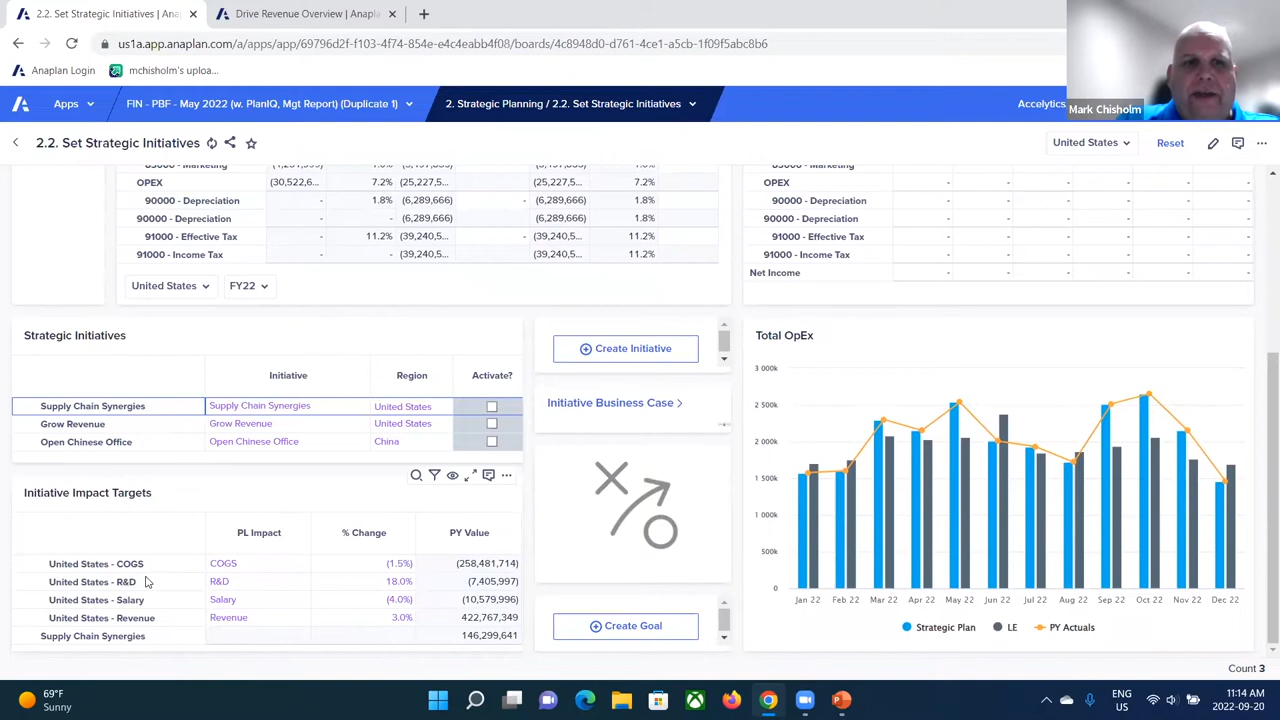 2.2. Set Strategic Initiatives | Ana
Drive Revenue Overview | Anapla
us1a.app.anaplan.com/a/apps/app/69796d2f-f103-4f74-854e-e4c4eabb4f08/boards/4c8948d0-d761-4ce1-a5cb-1f09f5abc8b6
Anaplan Login
mchisholm's uploa...
Mark Chisholm
Apps
FIN - PBF - May 2022 (w. PlanIQ, Mgt Report) (Duplicate 1)
2. Strategic Planning / 2.2. Set Strategic Initiatives
Accelytics
2.2. Set Strategic Initiatives
United States
Reset
OPEX (30,522,6... 7.2% (25,227,5... - (25,227,5... 7.2%
90000 - Depreciation - 1.8% (6,289,666) - (6,289,666) 1.8%
90000 - Depreciation - - (6,289,666) (6,289,666) 1.8%
91000 - Effective Tax - 11.2% (39,240,5... - (39,240,5... 11.2%
91000 - Income Tax - - (39,240,5... (39,240,5... 11.2%
United States
FY22
OPEX - - - - - -
90000 - Depreciation - - - - - -
90000 - Depreciation - - - - - -
91000 - Effective Tax - - - - - -
91000 - Income Tax - - - - - -
Net Income - - - - - -
Strategic Initiatives
Initiative Region Activate?
Supply Chain Synergies Supply Chain Synergies United States
Grow Revenue Grow Revenue United States
Open Chinese Office Open Chinese Office China
Initiative Impact Targets
PL Impact % Change PY Value
United States - COGS COGS (1.5%) (258,481,714)
United States - R&D R&D 18.0% (7,405,997)
United States - Salary Salary (4.0%) (10,579,996)
United States - Revenue Revenue 3.0% 422,767,349
Supply Chain Synergies 146,299,641
Create Initiative
Initiative Business Case
Create Goal
Total OpEx
3 000k
2 500k
2 000k
1 500k
1 000k
500k
0
Jan 22 Feb 22 Mar 22 Apr 22 May 22 Jun 22 Jul 22 Aug 22 Sep 22 Oct 22 Nov 22 Dec 22
Strategic Plan LE PY Actuals
Count 3
69°F
Sunny
ENG
US
11:14 AM
2022-09-20